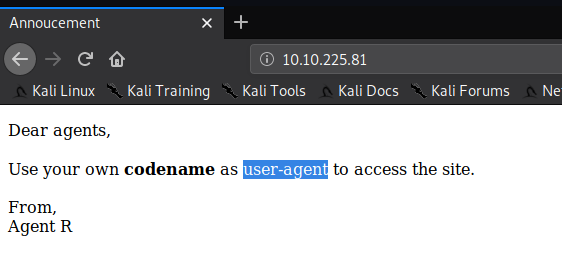 Annoucement
10.10.225.81
Kali Linux Kali Training Kali Tools Kali Docs Kali Forums Ne
Dear agents,
Use your own codename as user-agent to access the site.
From,
Agent R